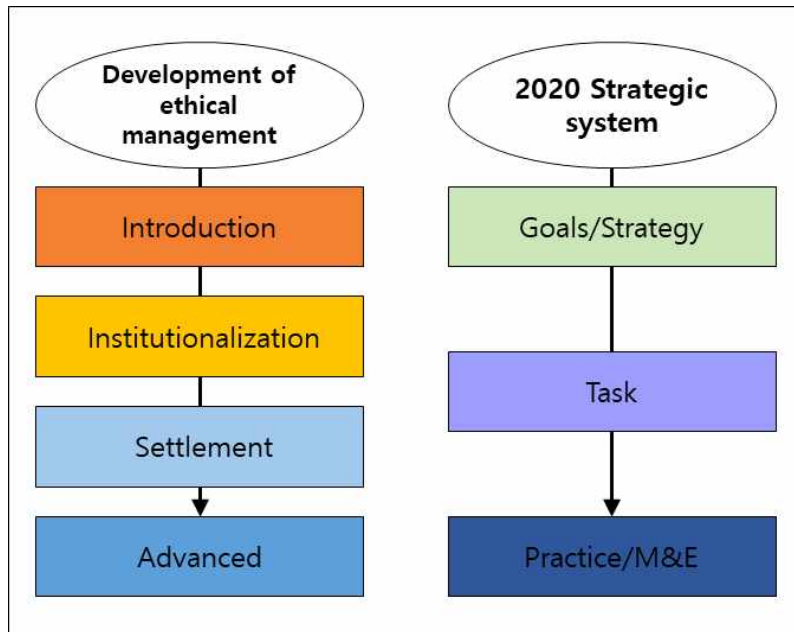 Development of
ethical
management
Introduction
Institutionalization
Settlement
Advanced
2020 Strategic
system
Goals/Strategy
Task
Practice/M&E